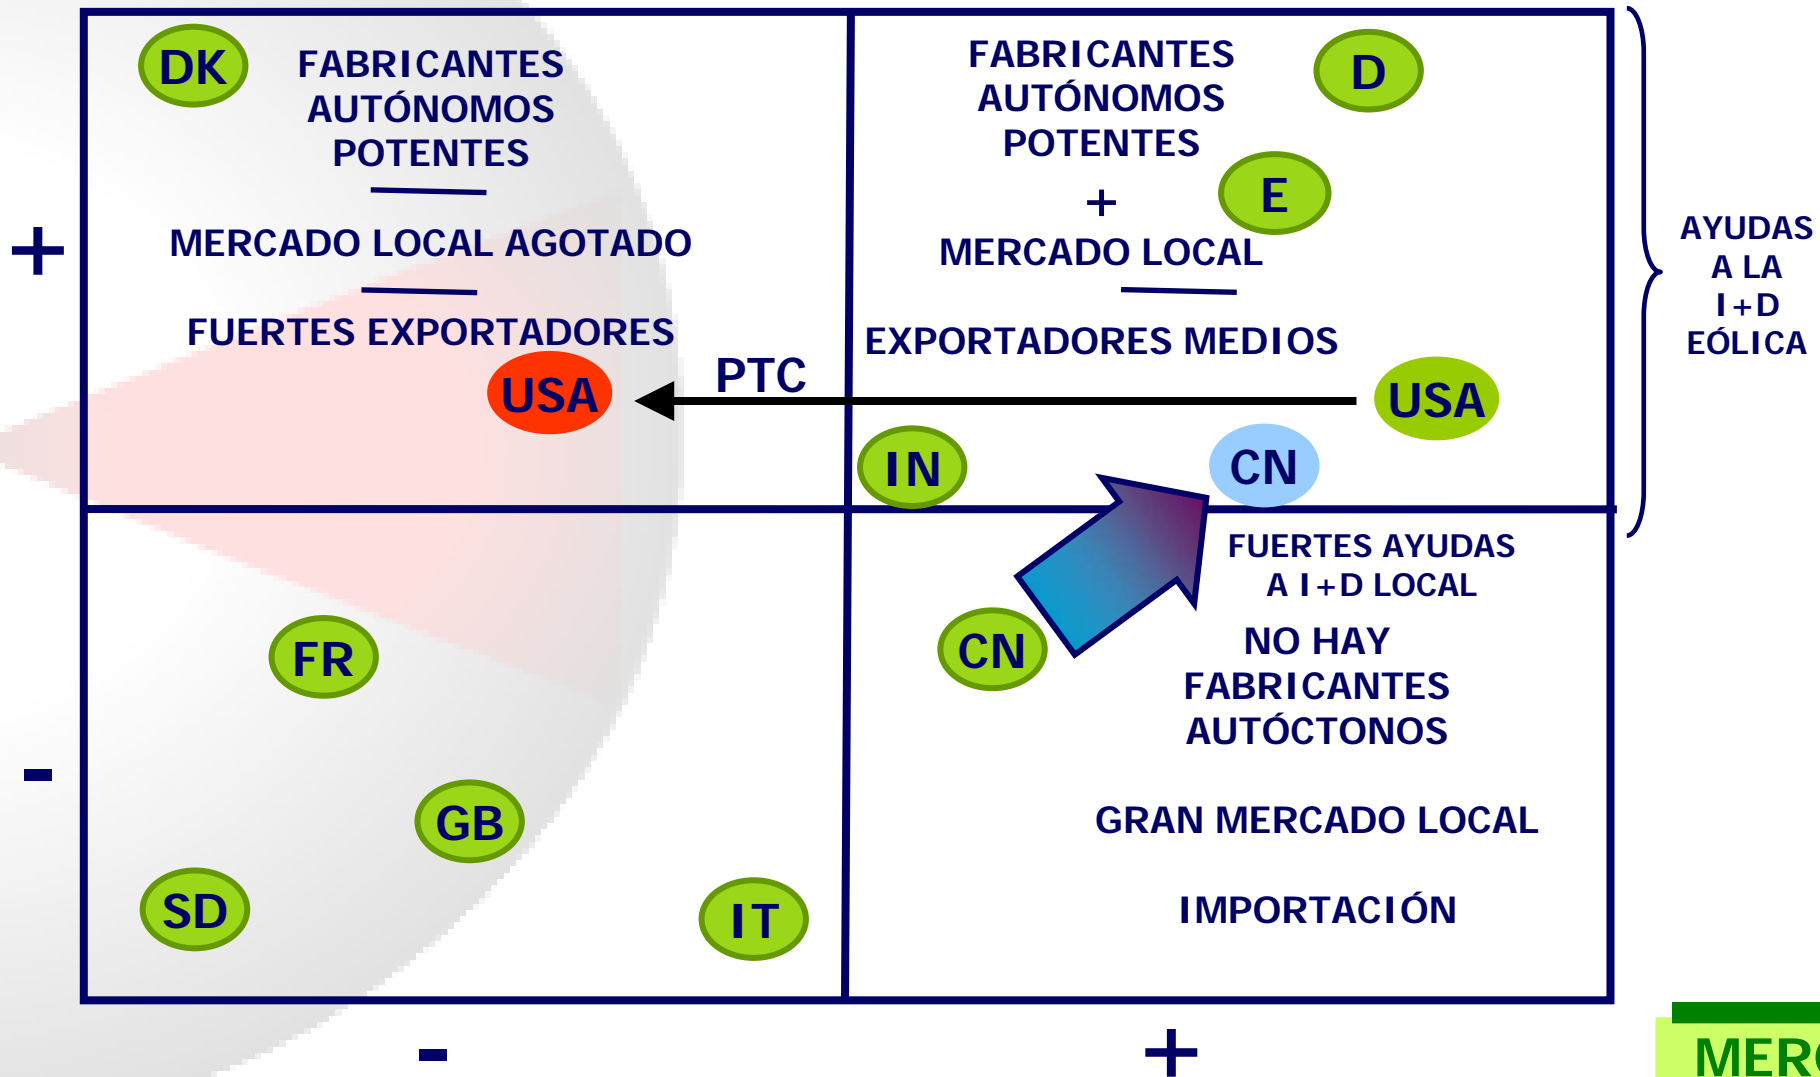 DK
FABRICANTES
AUTÓNOMOS
POTENTES
MERCADO LOCAL AGOTADO
FUERTES EXPORTADORES
USA
PTC
FABRICANTES
AUTÓNOMOS
POTENTES
+
MERCADO LOCAL
EXPORTADORES MEDIOS
D
E
USA
IN
CN
+
AYUDAS
A LA
I+D
EÓLICA
FR
GB
SD
IT
-
CN
FUERTES AYUDAS
A I+D LOCAL
NO HAY
FABRICANTES
AUTÓCTONOS
GRAN MERCADO LOCAL
IMPORTACIÓN
-
+